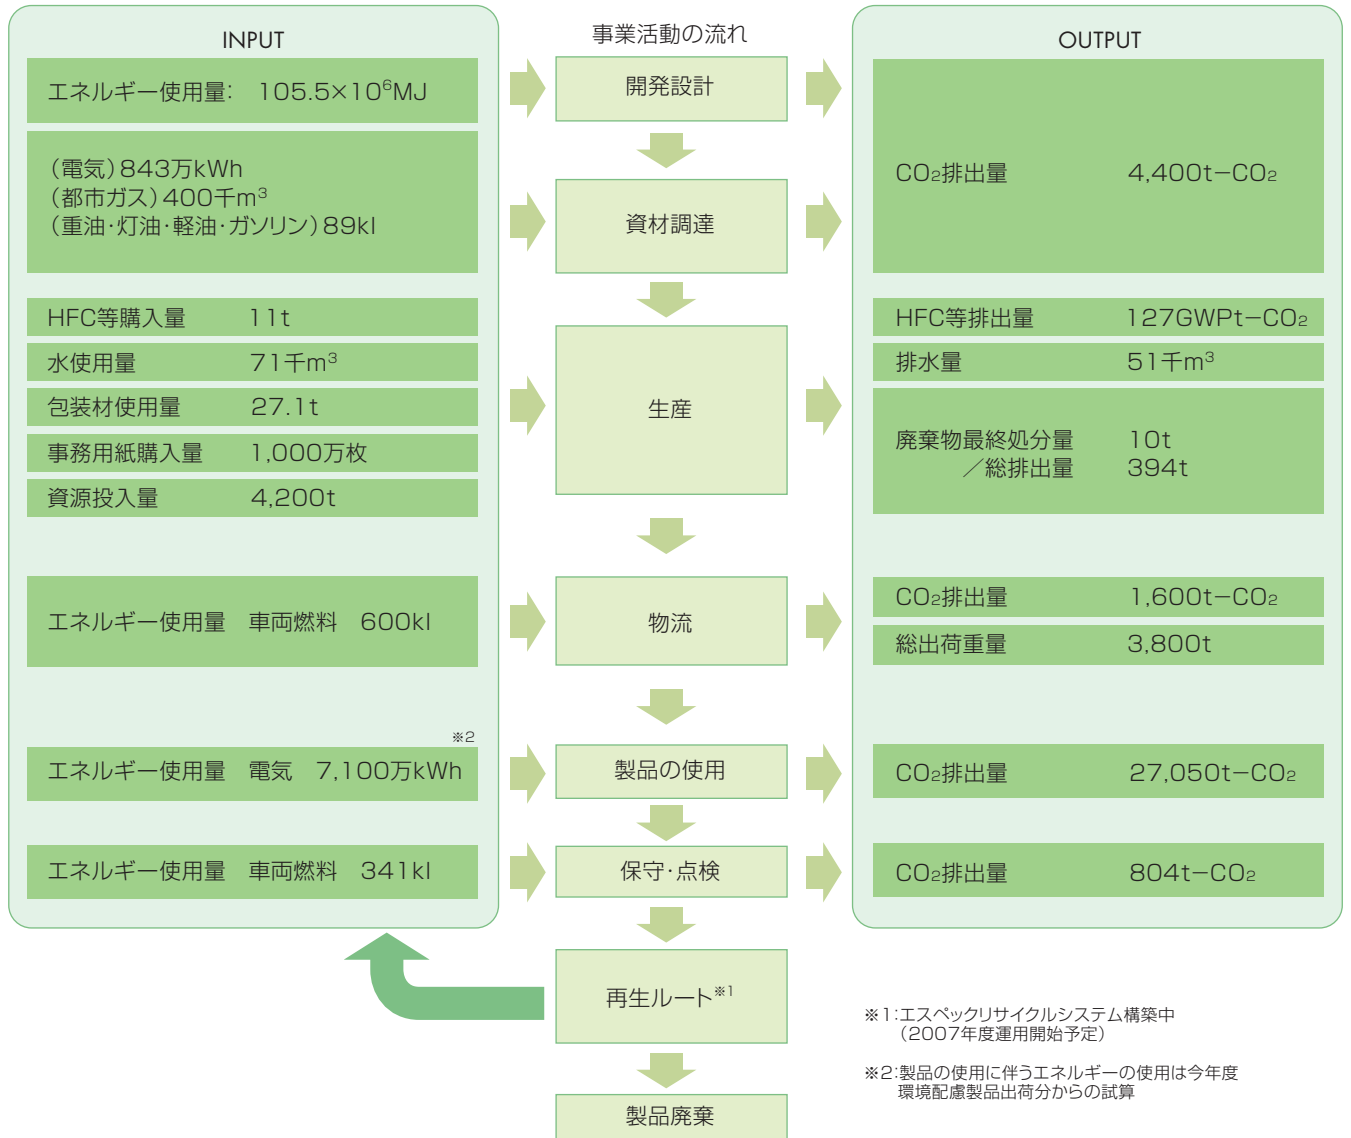 INPUT
エネルギー使用量: 105.5×10⁶MJ
(電気)843万kWh
(都市ガス)400千m³
(重油・灯油・軽油・ガソリン)89kl
HFC等購入量 11t
水使用量 71千m³
包装材使用量 27.1t
事務用紙購入量 1,000万枚
資源投入量 4,200t
エネルギー使用量 車両燃料 600kl
※2
エネルギー使用量 電気 7,100万kWh
エネルギー使用量 車両燃料 341kl
事業活動の流れ
開発設計
資材調達
生産
物流
製品の使用
保守・点検
再生ルート※1
製品廃棄
OUTPUT
CO₂排出量 4,400t−CO₂
HFC等排出量 127GWPt−CO₂
排水量 51千m³
廃棄物最終処分量 10t
／総排出量 394t
CO₂排出量 1,600t−CO₂
総出荷重量 3,800t
CO₂排出量 27,050t−CO₂
CO₂排出量 804t−CO₂
※1:エスペックリサイクルシステム構築中
(2007年度運用開始予定)
※2:製品の使用に伴うエネルギーの使用は今年度
環境配慮製品出荷分からの試算